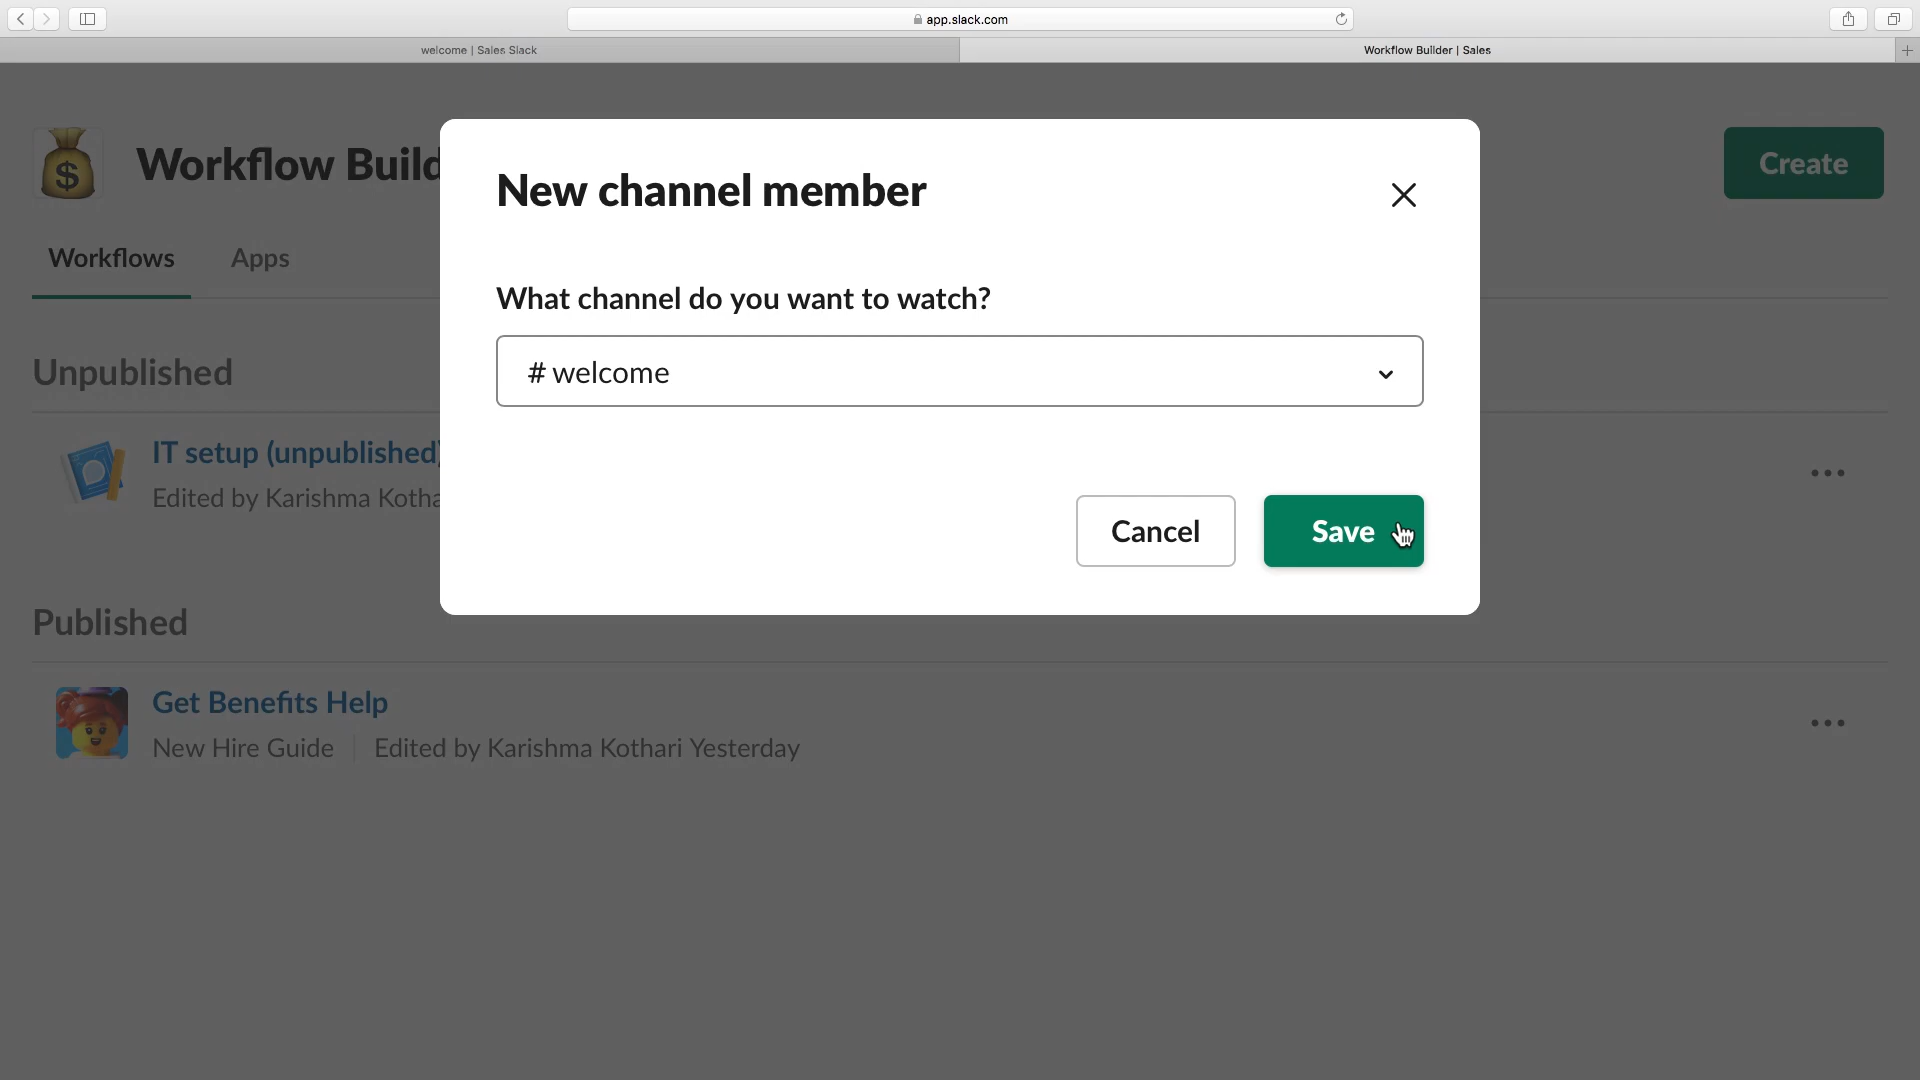 app.slack.com
welcome | Sales Slack
Workflow Builder | Sales
Workflow Build
Create
Workflows
Apps
New channel member
What channel do you want to watch?
# welcome
Cancel
Save
Unpublished
IT setup (unpublished)
Edited by Karishma Kotha
Published
Get Benefits Help
New Hire Guide | Edited by Karishma Kothari Yesterday